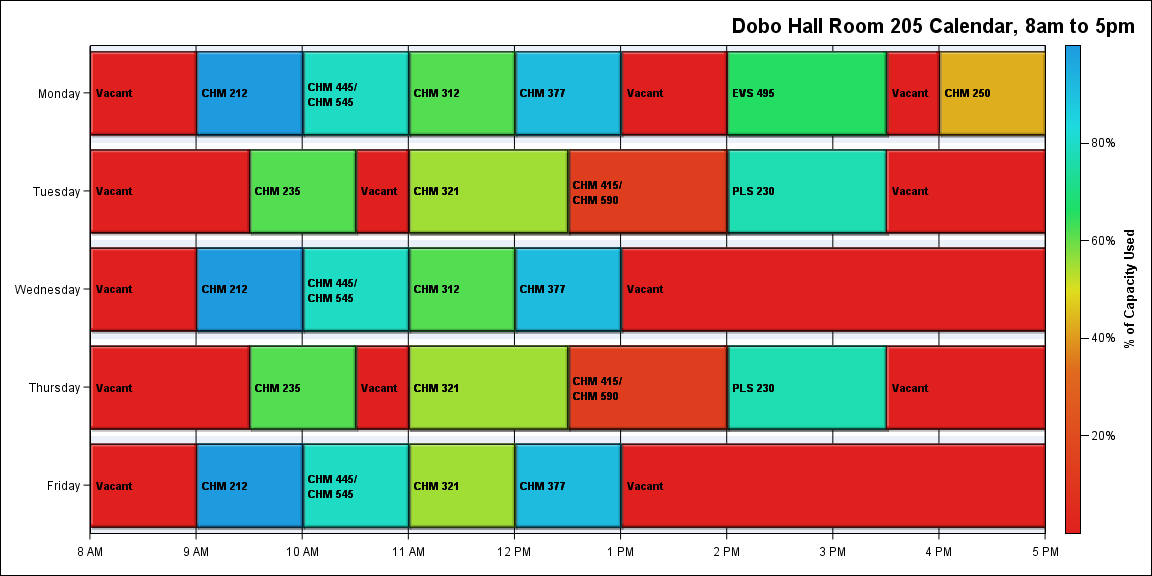 Dobo Hall Room 205 Calendar, 8am to 5pm
Monday
Vacant
CHM 212
CHM 445/
CHM 545
CHM 312
CHM 377
Vacant
EVS 495
Vacant
CHM 250
Tuesday
Vacant
CHM 235
Vacant
CHM 321
CHM 415/
CHM 590
PLS 230
Vacant
Wednesday
Vacant
CHM 212
CHM 445/
CHM 545
CHM 312
CHM 377
Vacant
Thursday
Vacant
CHM 235
Vacant
CHM 321
CHM 415/
CHM 590
PLS 230
Vacant
Friday
Vacant
CHM 212
CHM 445/
CHM 545
CHM 321
CHM 377
Vacant
8 AM
9 AM
10 AM
11 AM
12 PM
1 PM
2 PM
3 PM
4 PM
5 PM
80%
60%
40%
20%
% of Capacity Used